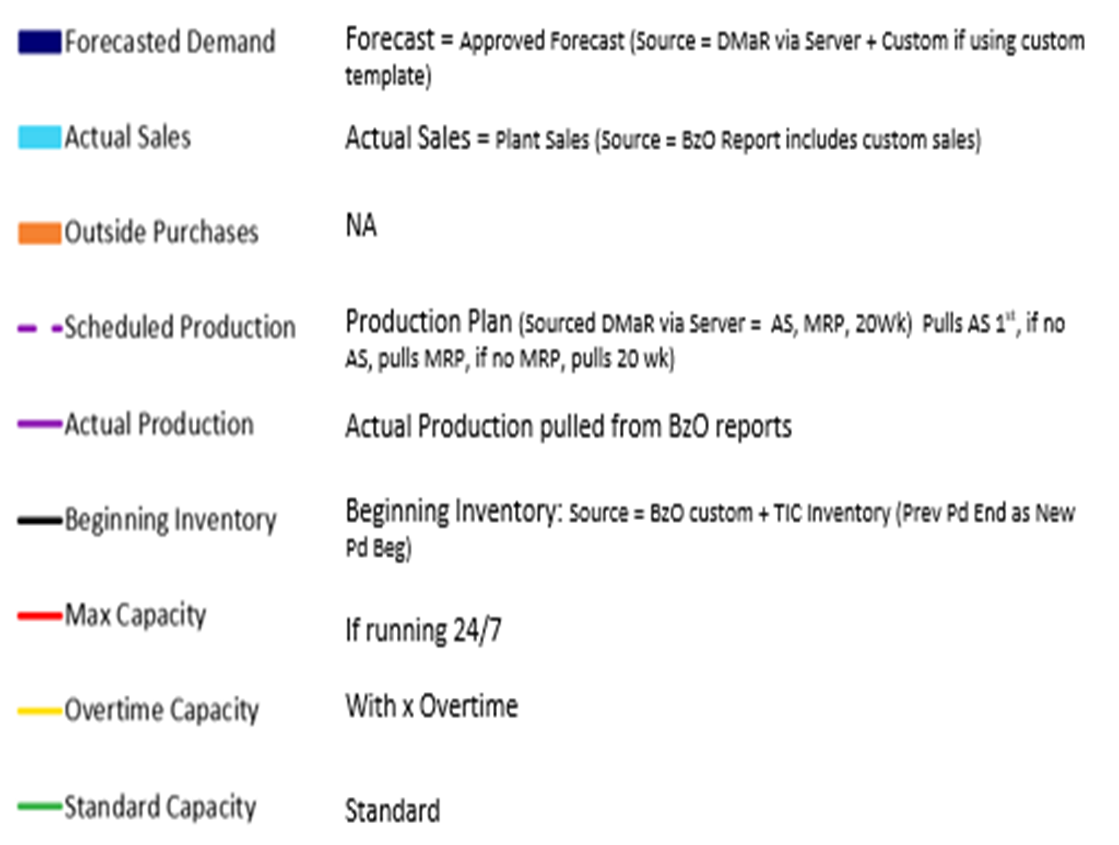 Forecasted Demand
Forecast = Approved Forecast (Source = DMaR via Server + Custom if using custom
template)
Actual Sales
Actual Sales = Plant Sales (Source = BzO Report includes custom sales)
Outside Purchases
NA
Scheduled Production
Production Plan (Sourced DMaR via Server = AS, MRP, 20Wk) Pulls AS 1st, if no
AS, pulls MRP, if no MRP, pulls 20 wk)
Actual Production
Actual Production pulled from BzO reports
Beginning Inventory
Beginning Inventory: Source = BzO custom + TIC Inventory (Prev Pd End as New
Pd Beg)
Max Capacity
If running 24/7
Overtime Capacity
With x Overtime
Standard Capacity
Standard